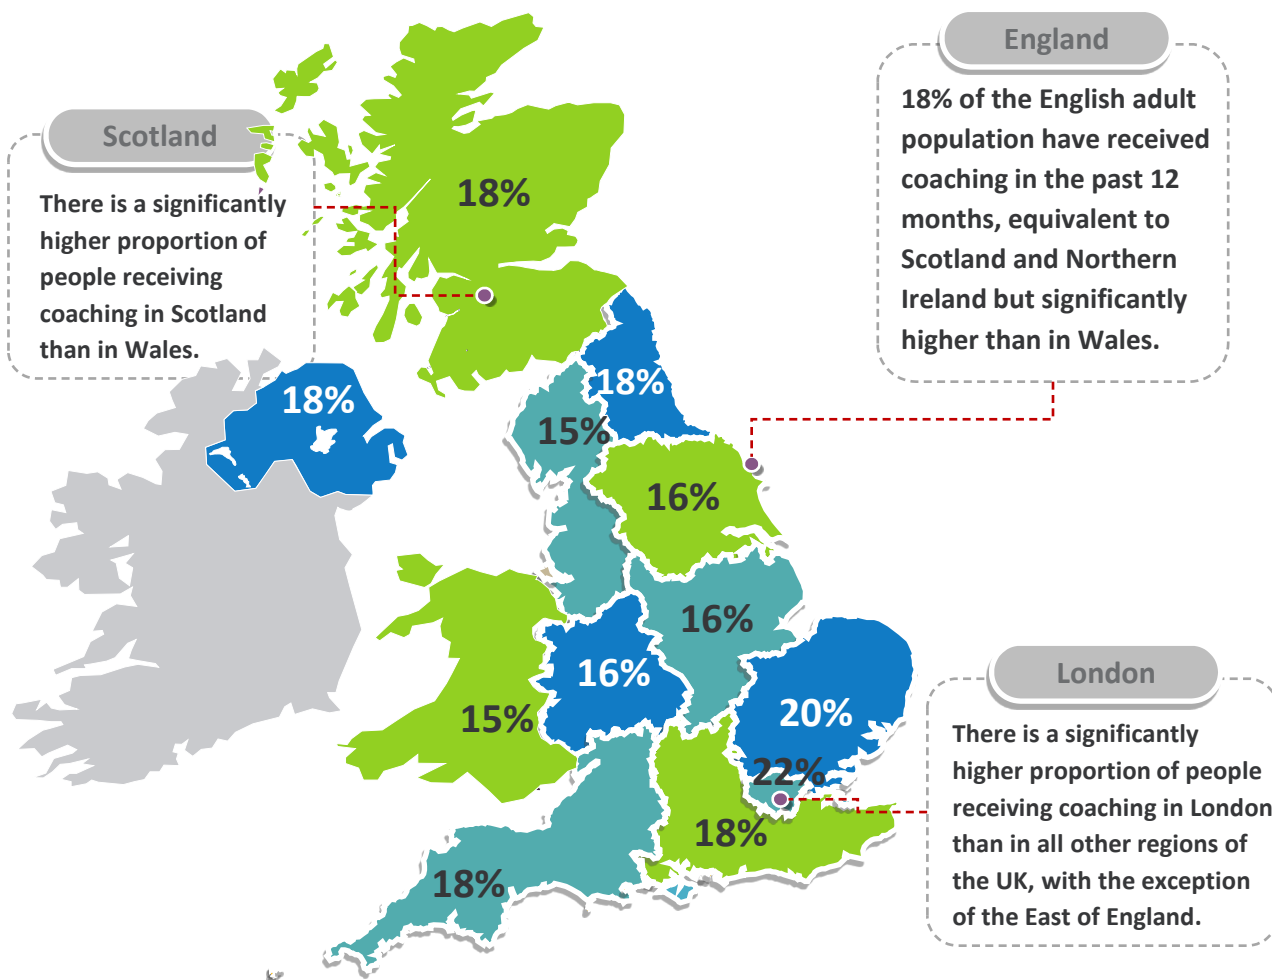 England
18% of the English adult
population have received
coaching in the past 12
months, equivalent to
Scotland and Northern
Ireland but significantly
higher than in Wales.
Scotland
There is a significantly
higher proportion of
people receiving
coaching in Scotland
than in Wales.
18%
18%
18%
15%
16%
16%
16%
15%
20%
22%
18%
18%
London
There is a significantly
higher proportion of people
receiving coaching in London
than in all other regions of
the UK, with the exception
of the East of England.